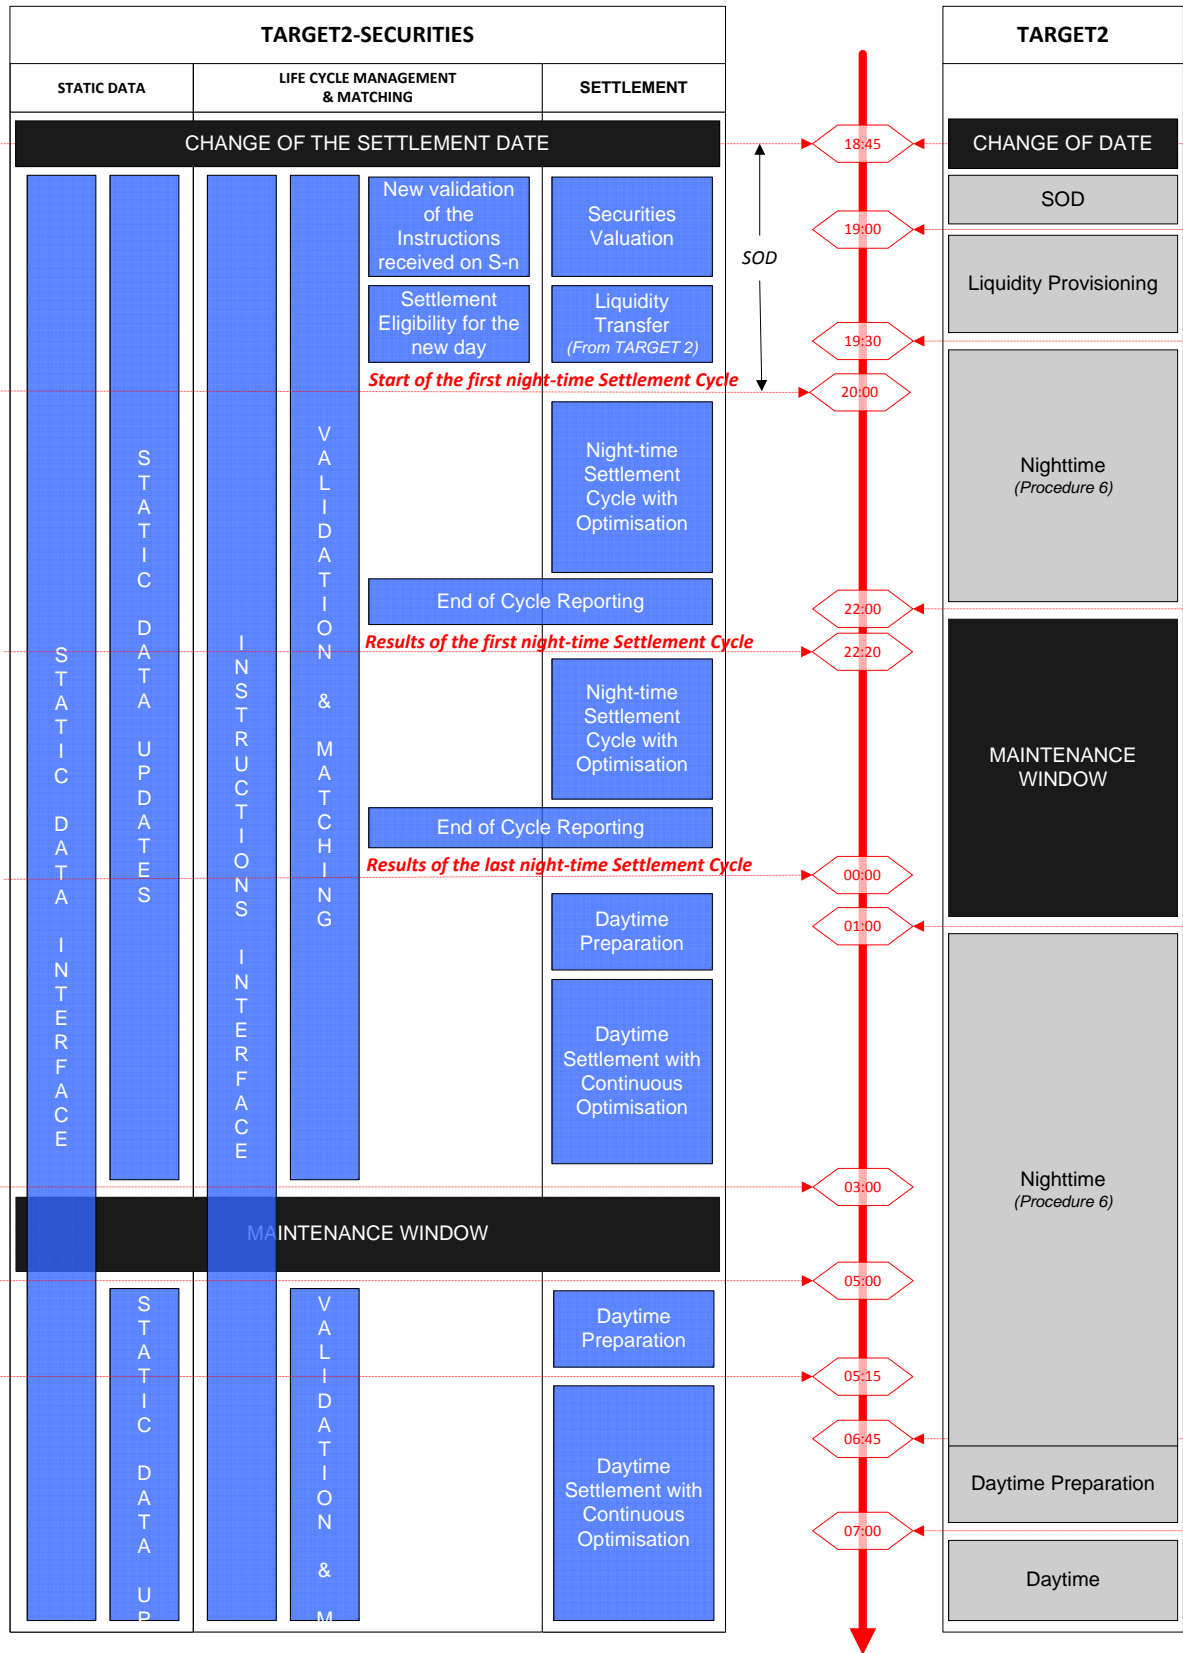 TARGET2-SECURITIES
TARGET2
STATIC DATA
LIFE CYCLE MANAGEMENT
& MATCHING
SETTLEMENT
CHANGE OF THE SETTLEMENT DATE
18:45
CHANGE OF DATE
New validation
of the
Instructions
received on S-n
Securities
Valuation
SOD
19:00
SOD
Liquidity Provisioning
Settlement
Eligibility for the
new day
Liquidity
Transfer
(From TARGET 2)
19:30
Start of the first night-time Settlement Cycle
20:00
Night-time
Settlement
Cycle with
Optimisation
Nighttime
(Procedure 6)
End of Cycle Reporting
22:00
Results of the first night-time Settlement Cycle
22:20
STATIC DATA INTERFACE
STATIC DATA UPDATES
INSTRUCTIONS INTERFACE
VALIDATION & MATCHING
Night-time
Settlement
Cycle with
Optimisation
MAINTENANCE
WINDOW
End of Cycle Reporting
Results of the last night-time Settlement Cycle
00:00
Daytime
Preparation
01:00
Daytime
Settlement with
Continuous
Optimisation
Nighttime
(Procedure 6)
03:00
MAINTENANCE WINDOW
05:00
STATIC DATA UP
VALIDATION & M
Daytime
Preparation
05:15
06:45
Daytime
Settlement with
Continuous
Optimisation
Daytime Preparation
07:00
Daytime